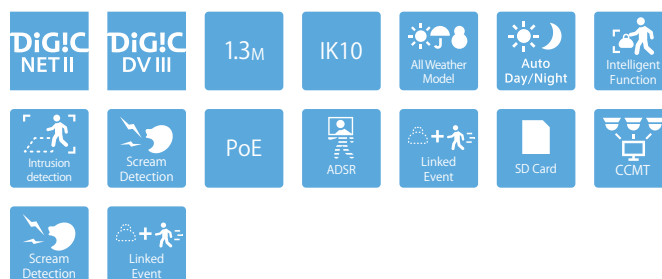 DiG!C
NET II
DiG!C
DV III
1.3M
IK10
All Weather
Model
Auto
Day/Night
Intelligent
Function
Intrusion
detection
Scream
Detection
PoE
ADSR
Linked
Event
SD Card
CCMT
Scream
Detection
Linked
Event